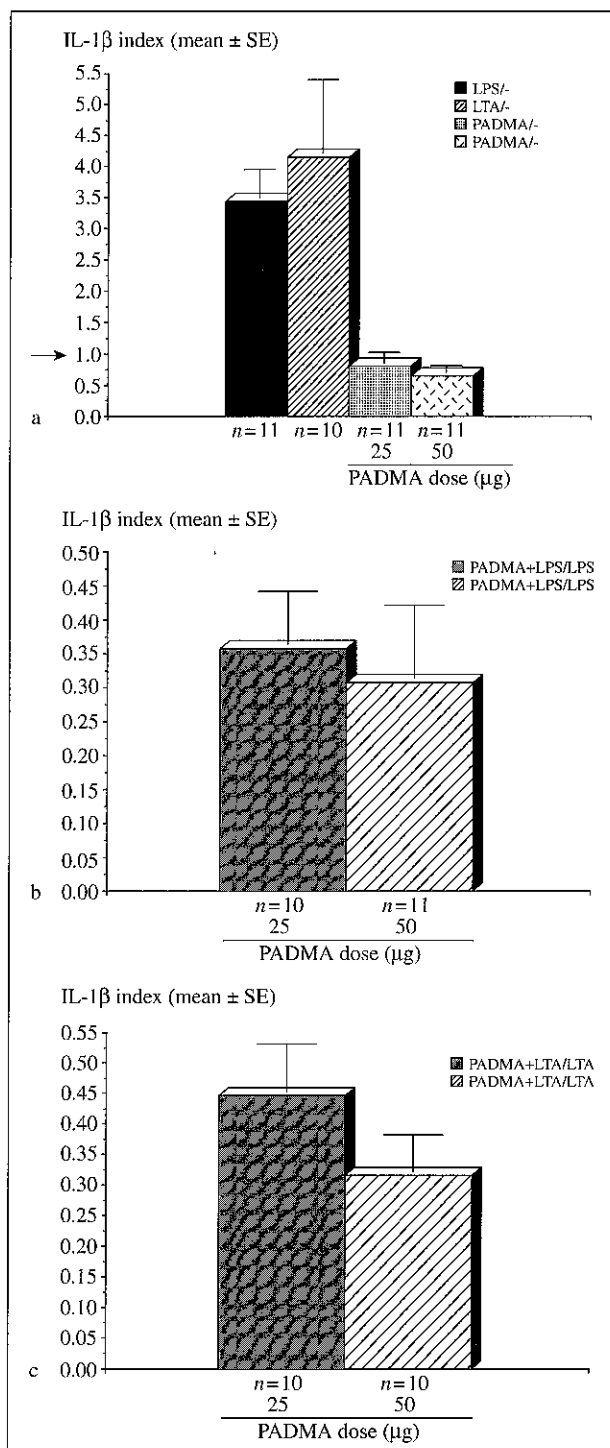 IL-1β index (mean ± SE)
5.5
5.0
4.5
4.0
3.5
3.0
2.5
2.0
1.5
1.0
0.5
0.0
LPS/-
LTA/-
PADMA/-
PADMA/-
a
n=11 n=10 n=11 n=11
25 50
PADMA dose (µg)
IL-1β index (mean ± SE)
0.50
0.45
0.40
0.35
0.30
0.25
0.20
0.15
0.10
0.05
0.00
PADMA+LPS/LPS
PADMA+LPS/LPS
b
n=10 n=11
25 50
PADMA dose (µg)
IL-1β index (mean ± SE)
0.55
0.50
0.45
0.40
0.35
0.30
0.25
0.20
0.15
0.10
0.05
0.00
PADMA+LTA/LTA
PADMA+LTA/LTA
c
n=10 n=10
25 50
PADMA dose (µg)